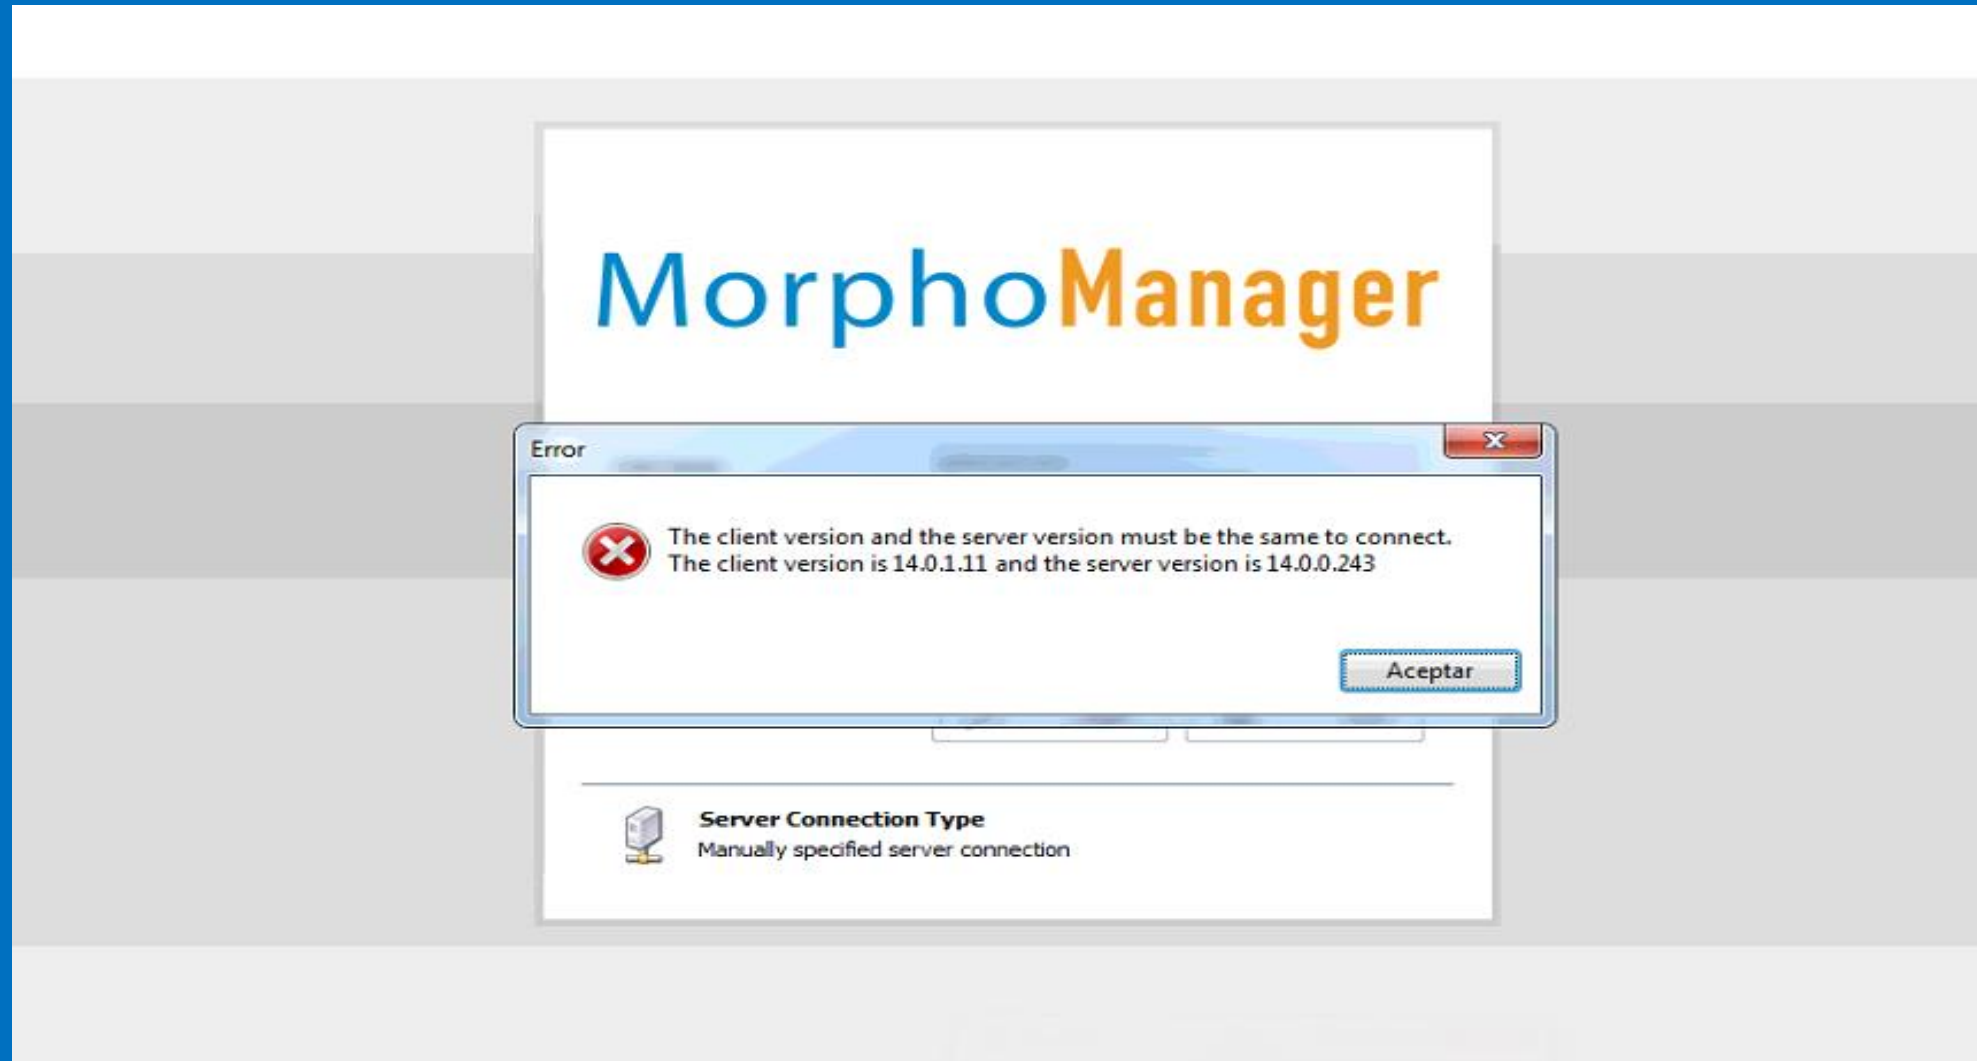 MorphoManager
Error
The client version and the server version must be the same to connect.
The client version is 14.0.1.11 and the server version is 14.0.0.243
Aceptar
Server Connection Type
Manually specified server connection